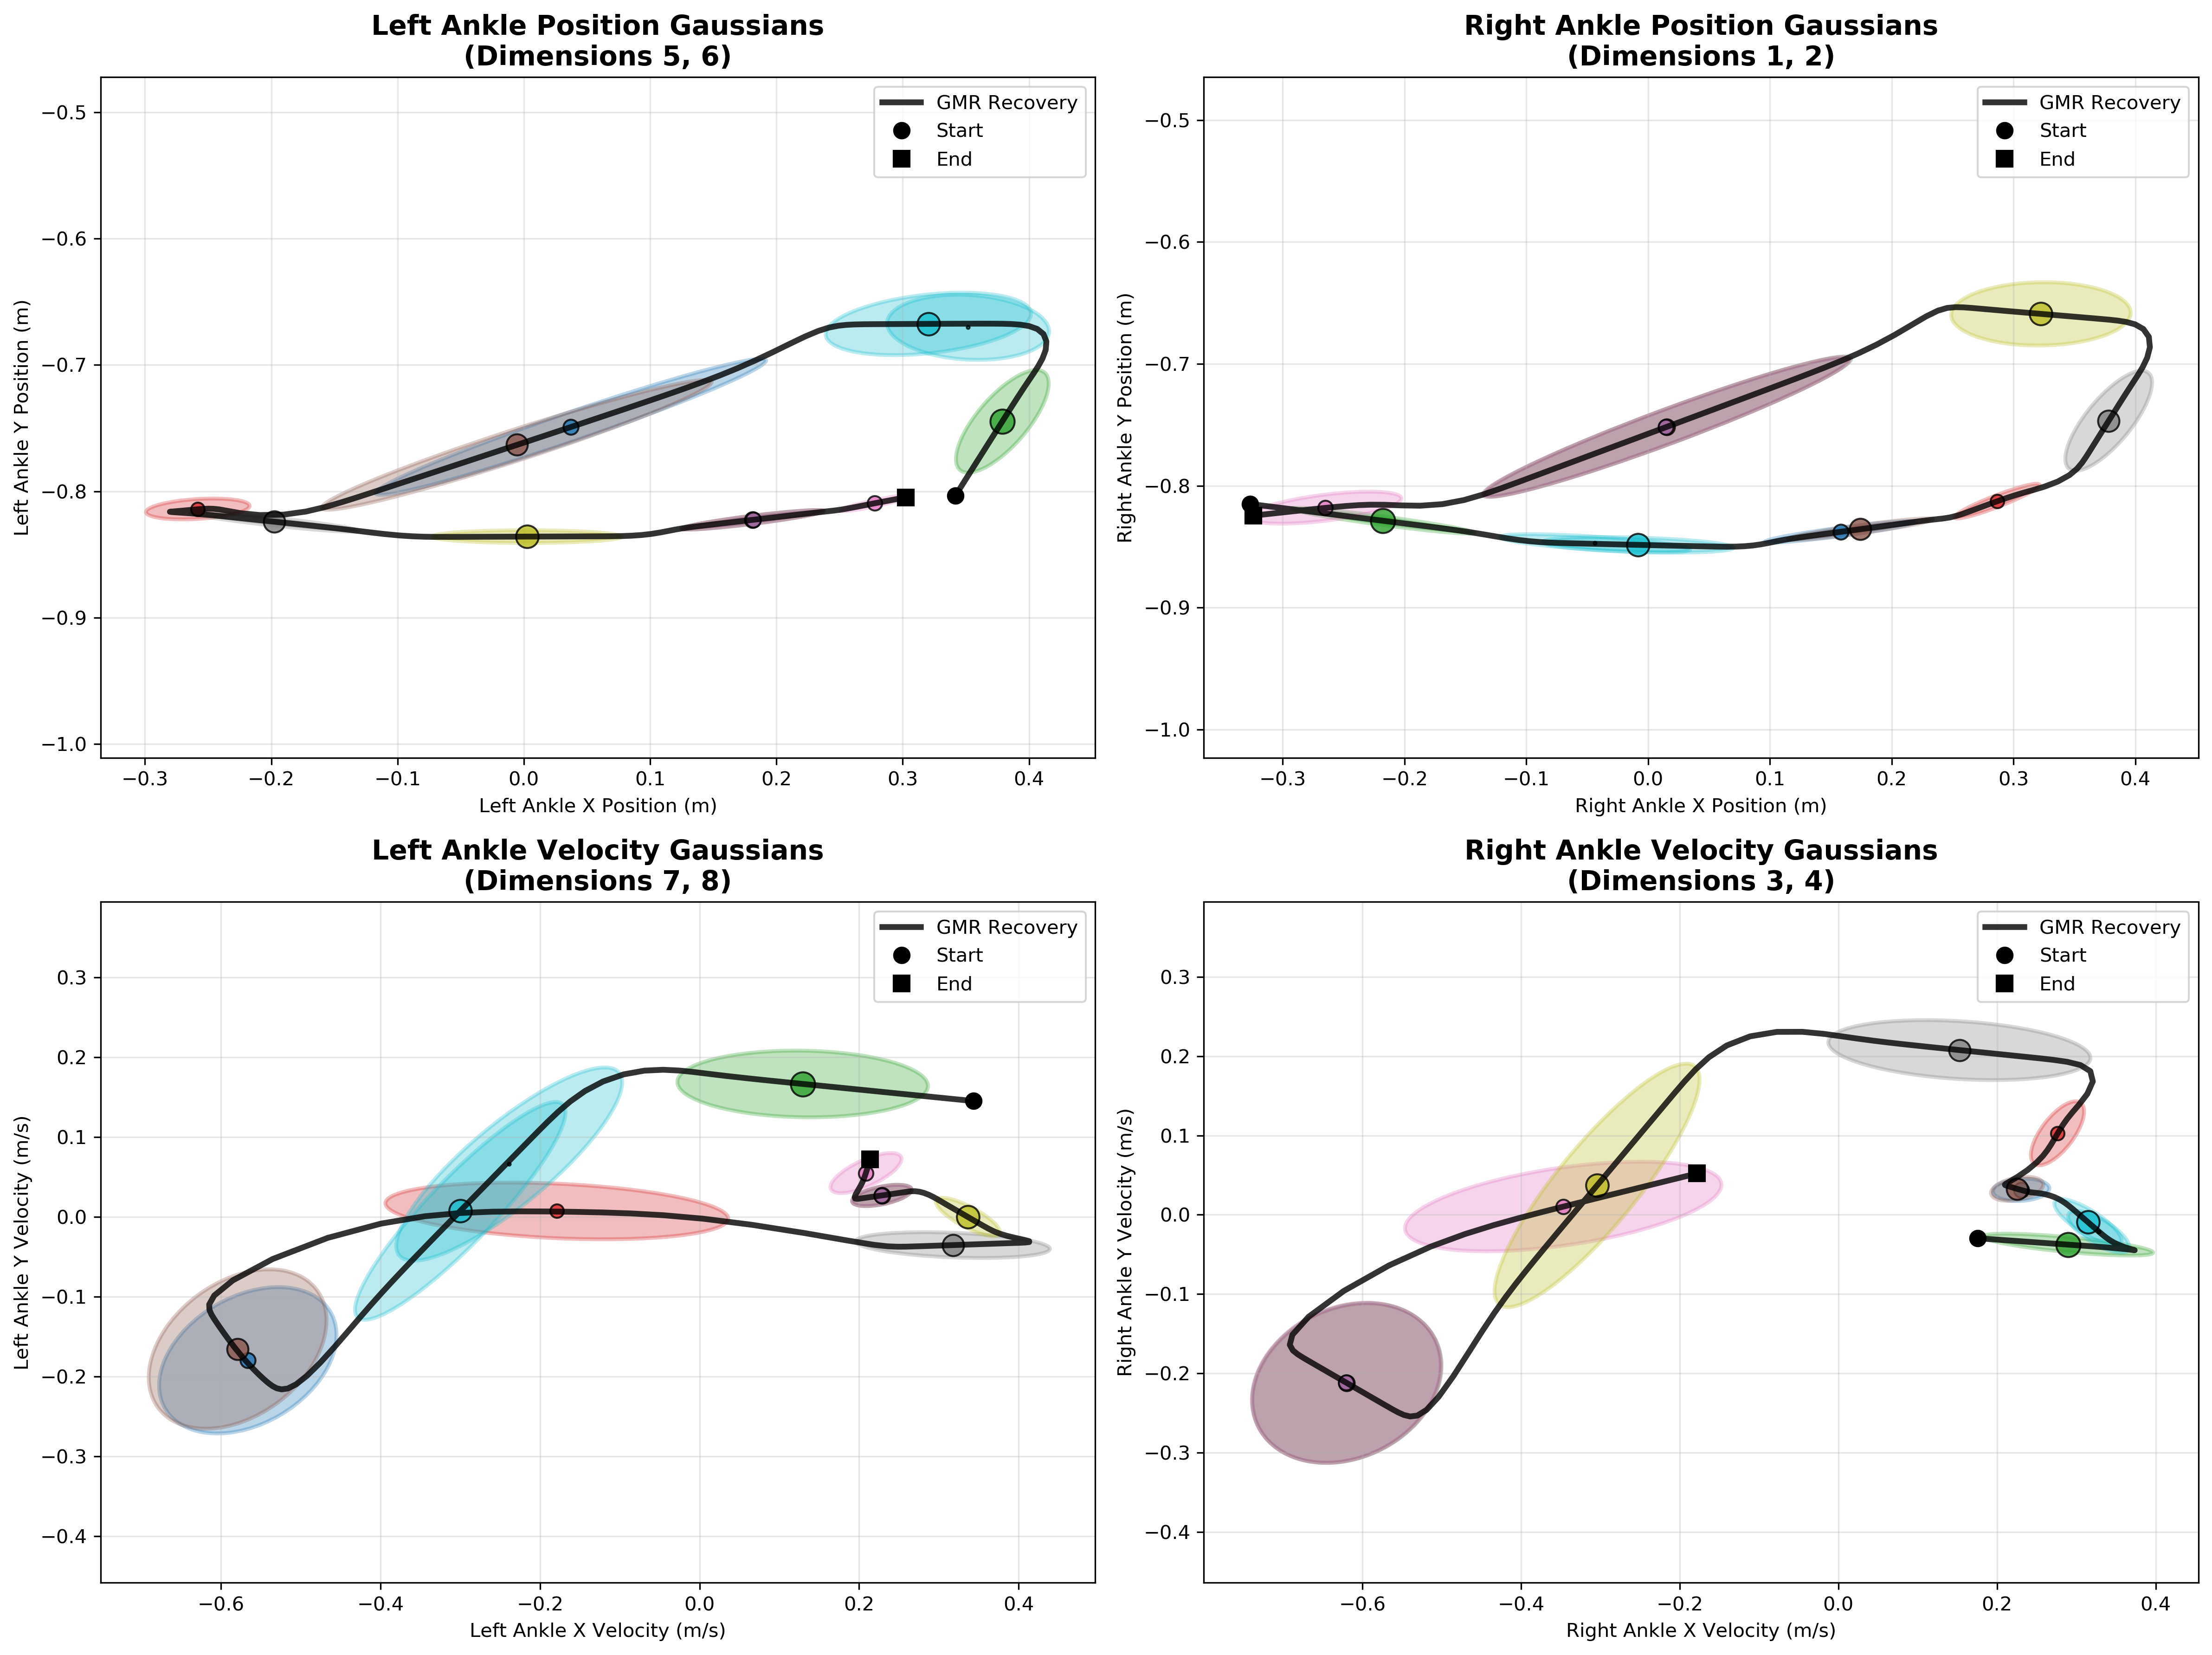 Left Ankle Position Gaussians
(Dimensions 5, 6)
GMR Recovery
Start
End
−0.5
−0.6
−0.7
−0.8
−0.9
−1.0
Left Ankle Y Position (m)
−0.3 −0.2 −0.1 0.0 0.1 0.2 0.3 0.4
Left Ankle X Position (m)
Right Ankle Position Gaussians
(Dimensions 1, 2)
GMR Recovery
Start
End
−0.5
−0.6
−0.7
−0.8
−0.9
−1.0
Right Ankle Y Position (m)
−0.3 −0.2 −0.1 0.0 0.1 0.2 0.3 0.4
Right Ankle X Position (m)
Left Ankle Velocity Gaussians
(Dimensions 7, 8)
GMR Recovery
Start
End
0.3
0.2
0.1
0.0
−0.1
−0.2
−0.3
−0.4
Left Ankle Y Velocity (m/s)
−0.6 −0.4 −0.2 0.0 0.2 0.4
Left Ankle X Velocity (m/s)
Right Ankle Velocity Gaussians
(Dimensions 3, 4)
GMR Recovery
Start
End
0.3
0.2
0.1
0.0
−0.1
−0.2
−0.3
−0.4
Right Ankle Y Velocity (m/s)
−0.6 −0.4 −0.2 0.0 0.2 0.4
Right Ankle X Velocity (m/s)